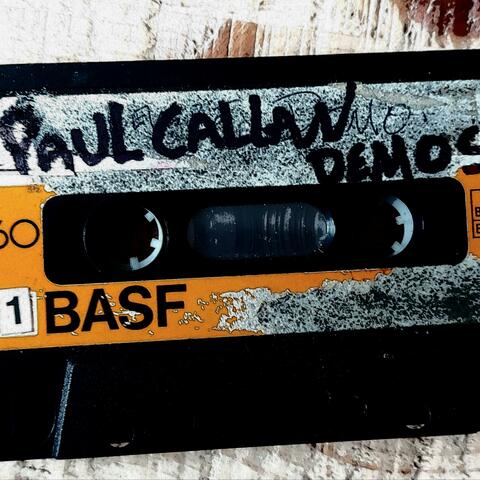 PAUL CALLAN
DEMOS
60
1 BASF